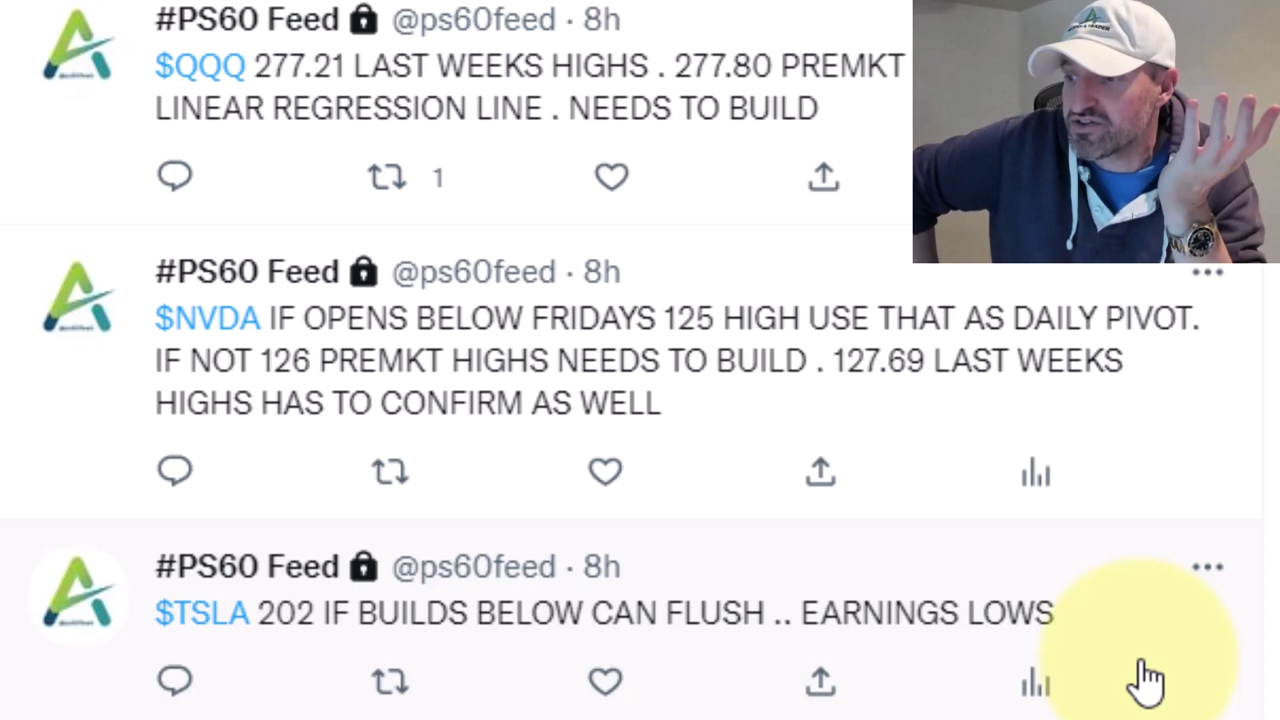 #PS60 Feed @ps60feed · 8h
$QQQ 277.21 LAST WEEKS HIGHS . 277.80 PREMKT
LINEAR REGRESSION LINE . NEEDS TO BUILD
1
#PS60 Feed @ps60feed · 8h
$NVDA IF OPENS BELOW FRIDAYS 125 HIGH USE THAT AS DAILY PIVOT.
IF NOT 126 PREMKT HIGHS NEEDS TO BUILD . 127.69 LAST WEEKS
HIGHS HAS TO CONFIRM AS WELL
#PS60 Feed @ps60feed · 8h
$TSLA 202 IF BUILDS BELOW CAN FLUSH .. EARNINGS LOWS